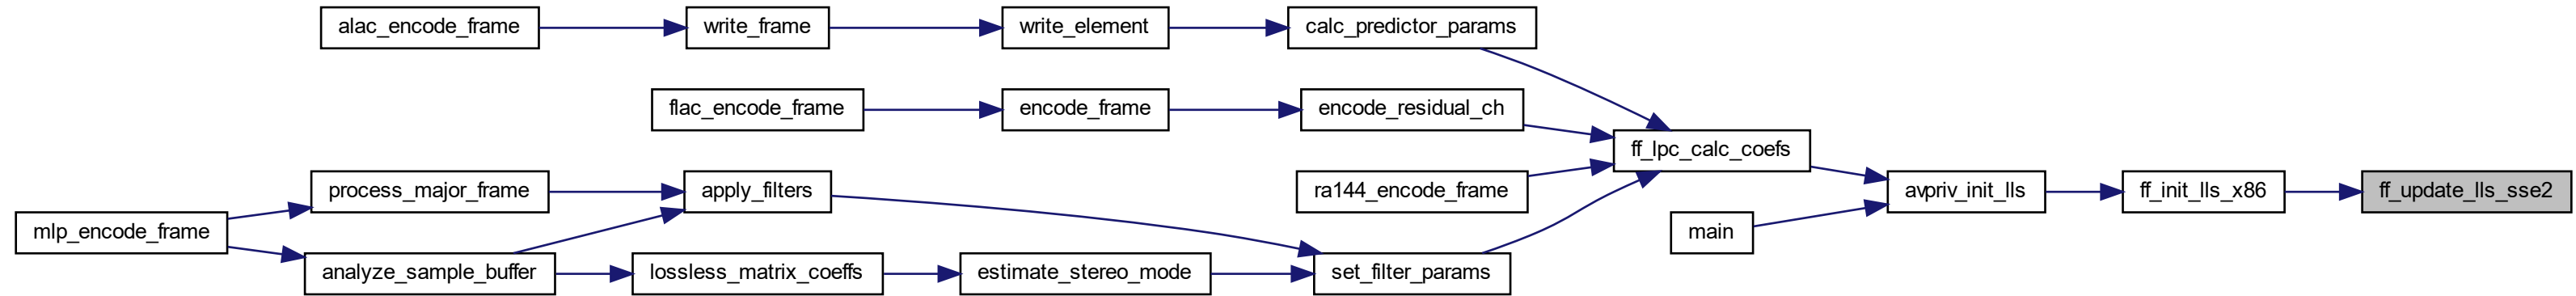 alac_encode_frame
write_frame
write_element
calc_predictor_params
flac_encode_frame
encode_frame
encode_residual_ch
ff_lpc_calc_coefs
process_major_frame
apply_filters
ra144_encode_frame
avpriv_init_lls
ff_init_lls_x86
ff_update_lls_sse2
mlp_encode_frame
main
analyze_sample_buffer
lossless_matrix_coeffs
estimate_stereo_mode
set_filter_params